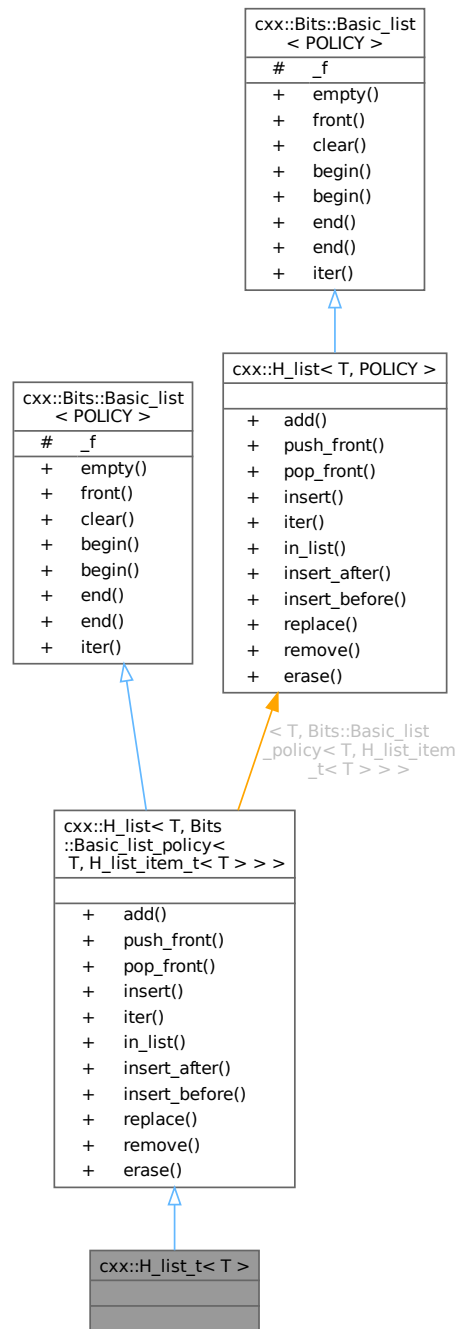 cxx::Bits::Basic_list
< POLICY >
# _f
+ empty()
+ front()
+ clear()
+ begin()
+ begin()
+ end()
+ end()
+ iter()
cxx::H_list< T, POLICY >
+ add()
+ push_front()
+ pop_front()
+ insert()
+ iter()
+ in_list()
+ insert_after()
+ insert_before()
+ replace()
+ remove()
+ erase()
cxx::Bits::Basic_list
< POLICY >
# _f
+ empty()
+ front()
+ clear()
+ begin()
+ begin()
+ end()
+ end()
+ iter()
< T, Bits::Basic_list
_policy< T, H_list_item
_t< T > > >
cxx::H_list< T, Bits
::Basic_list_policy<
T, H_list_item_t< T > > >
+ add()
+ push_front()
+ pop_front()
+ insert()
+ iter()
+ in_list()
+ insert_after()
+ insert_before()
+ replace()
+ remove()
+ erase()
cxx::H_list_t< T >